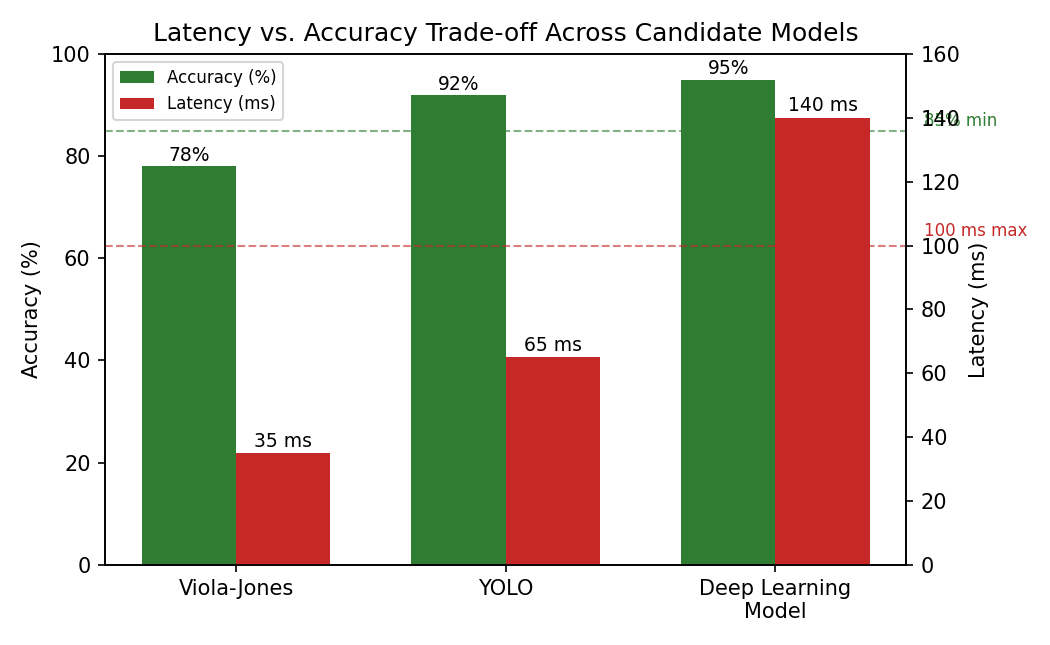 Latency vs. Accuracy Trade-off Across Candidate Models
Accuracy (%)
Latency (ms)
100
80
60
40
20
0
Accuracy (%)
78%
35 ms
92%
65 ms
95%
140 ms
160
140
min
120
100 ms max
100
80
60
40
20
0
Latency (ms)
Viola-Jones
YOLO
Deep Learning
Model